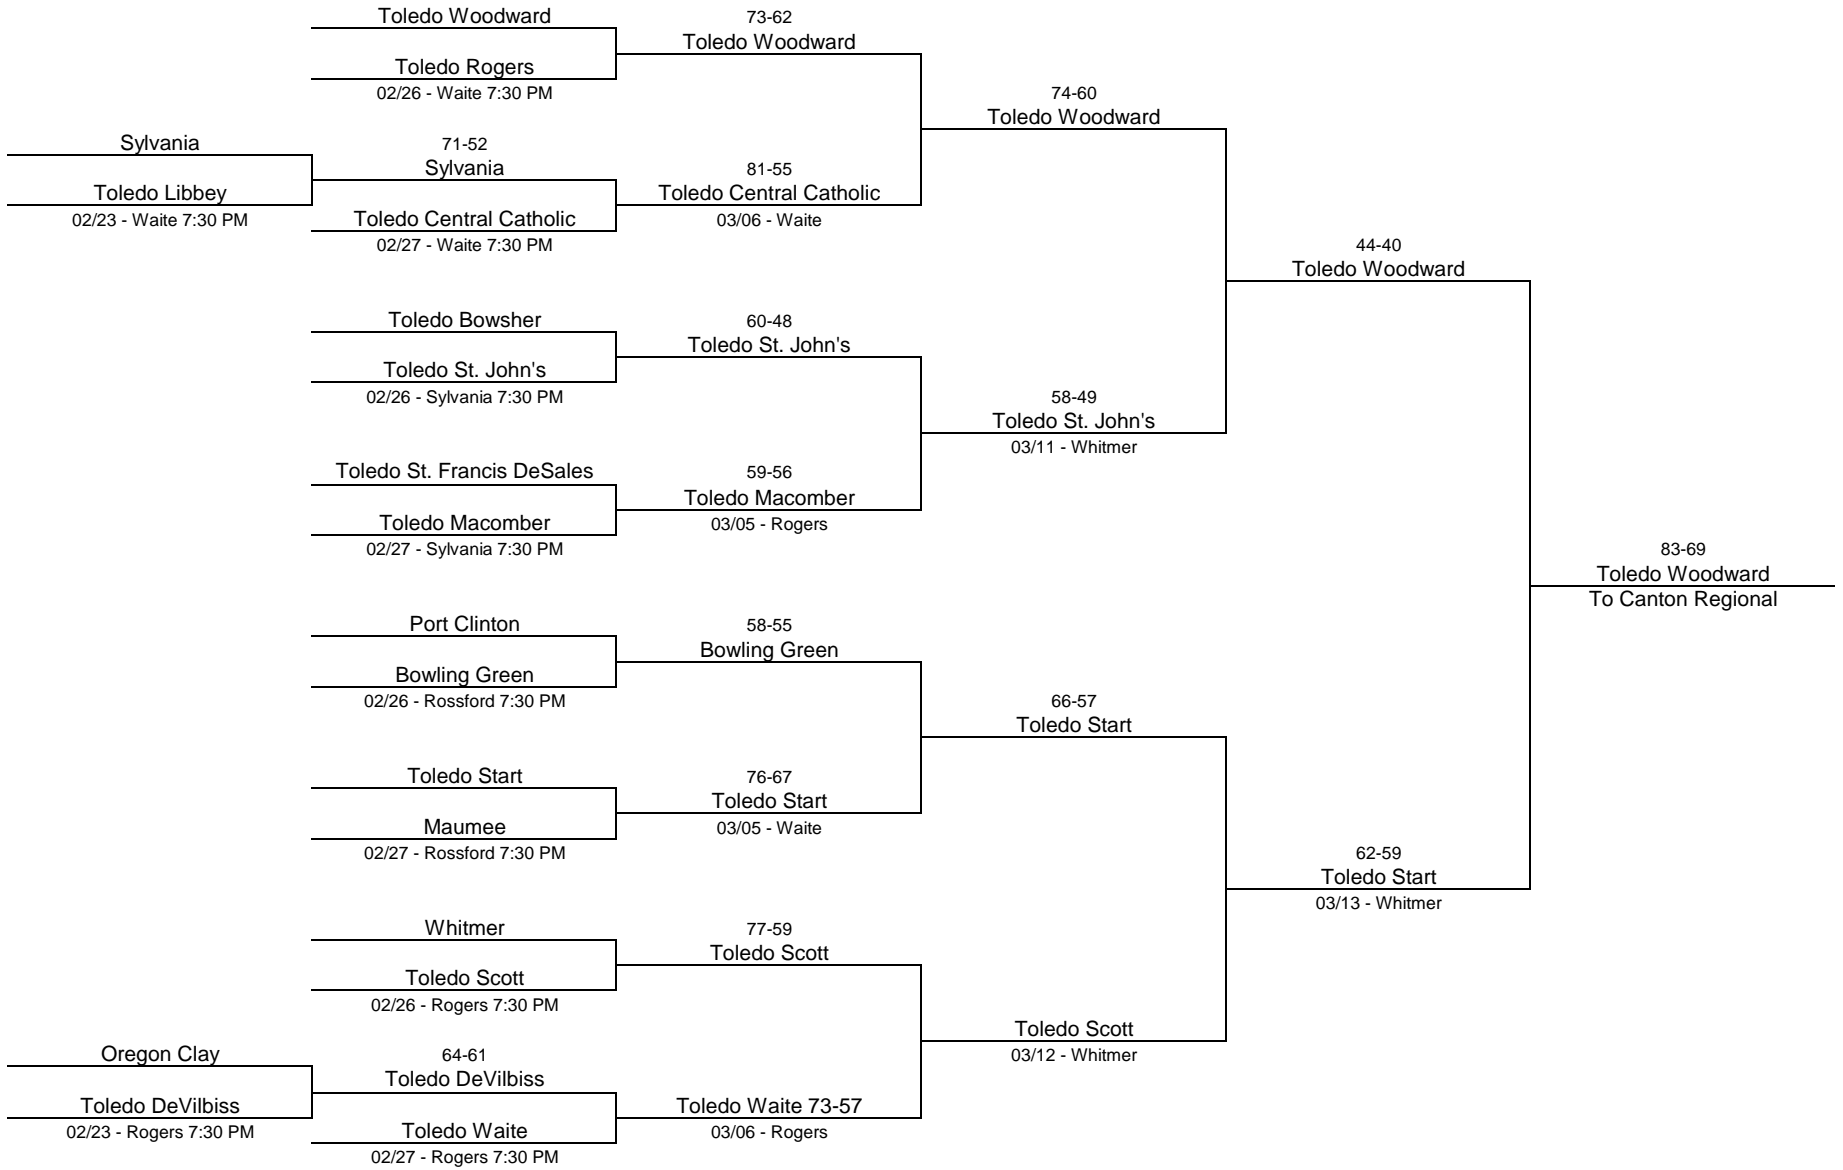 Toledo Woodward
73-62
Toledo Woodward
Toledo Rogers
02/26 - Waite 7:30 PM
74-60
Toledo Woodward
Sylvania
71-52
Sylvania
Toledo Libbey
02/23 - Waite 7:30 PM
81-55
Toledo Central Catholic
03/06 - Waite
Toledo Central Catholic
02/27 - Waite 7:30 PM
44-40
Toledo Woodward
Toledo Bowsher
60-48
Toledo St. John's
Toledo St. John's
02/26 - Sylvania 7:30 PM
58-49
Toledo St. John's
03/11 - Whitmer
Toledo St. Francis DeSales
59-56
Toledo Macomber
03/05 - Rogers
Toledo Macomber
02/27 - Sylvania 7:30 PM
83-69
Toledo Woodward
To Canton Regional
Port Clinton
58-55
Bowling Green
Bowling Green
02/26 - Rossford 7:30 PM
66-57
Toledo Start
Toledo Start
76-67
Toledo Start
03/05 - Waite
Maumee
02/27 - Rossford 7:30 PM
62-59
Toledo Start
03/13 - Whitmer
Whitmer
77-59
Toledo Scott
Toledo Scott
02/26 - Rogers 7:30 PM
Toledo Scott
03/12 - Whitmer
Oregon Clay
64-61
Toledo DeVilbiss
Toledo DeVilbiss
02/23 - Rogers 7:30 PM
Toledo Waite 73-57
03/06 - Rogers
Toledo Waite
02/27 - Rogers 7:30 PM